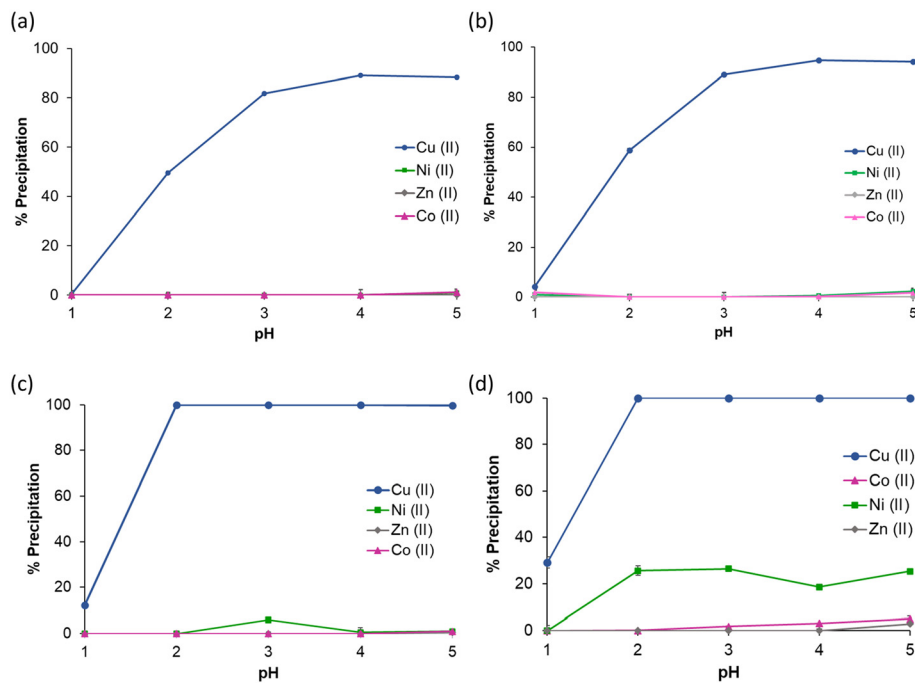 (a)
100
80
60
40
20
0
% Precipitation
1 2 3 4 5
pH
Cu (II)
Ni (II)
Zn (II)
Co (II)
(b)
100
80
60
40
20
0
% Precipitation
1 2 3 4 5
pH
Cu (II)
Ni (II)
Zn (II)
Co (II)
(c)
100
80
60
40
20
0
% Precipitation
1 2 3 4 5
pH
Cu (II)
Ni (II)
Zn (II)
Co (II)
(d)
100
80
60
40
20
0
% Precipitation
1 2 3 4 5
pH
Cu (II)
Co (II)
Ni (II)
Zn (II)